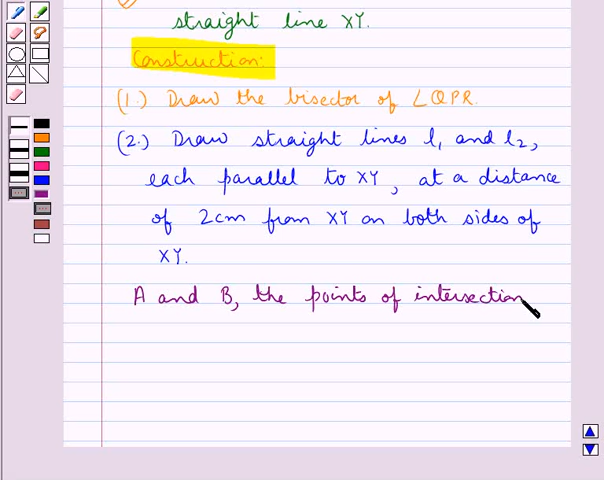 straight line XY.
Construction:
(1.) Draw the bisector of ∠QPR.
(2.) Draw straight lines l₁ and l₂,
each parallel to XY, at a distance
of 2cm from XY on both sides of
XY.
A and B, the points of intersection